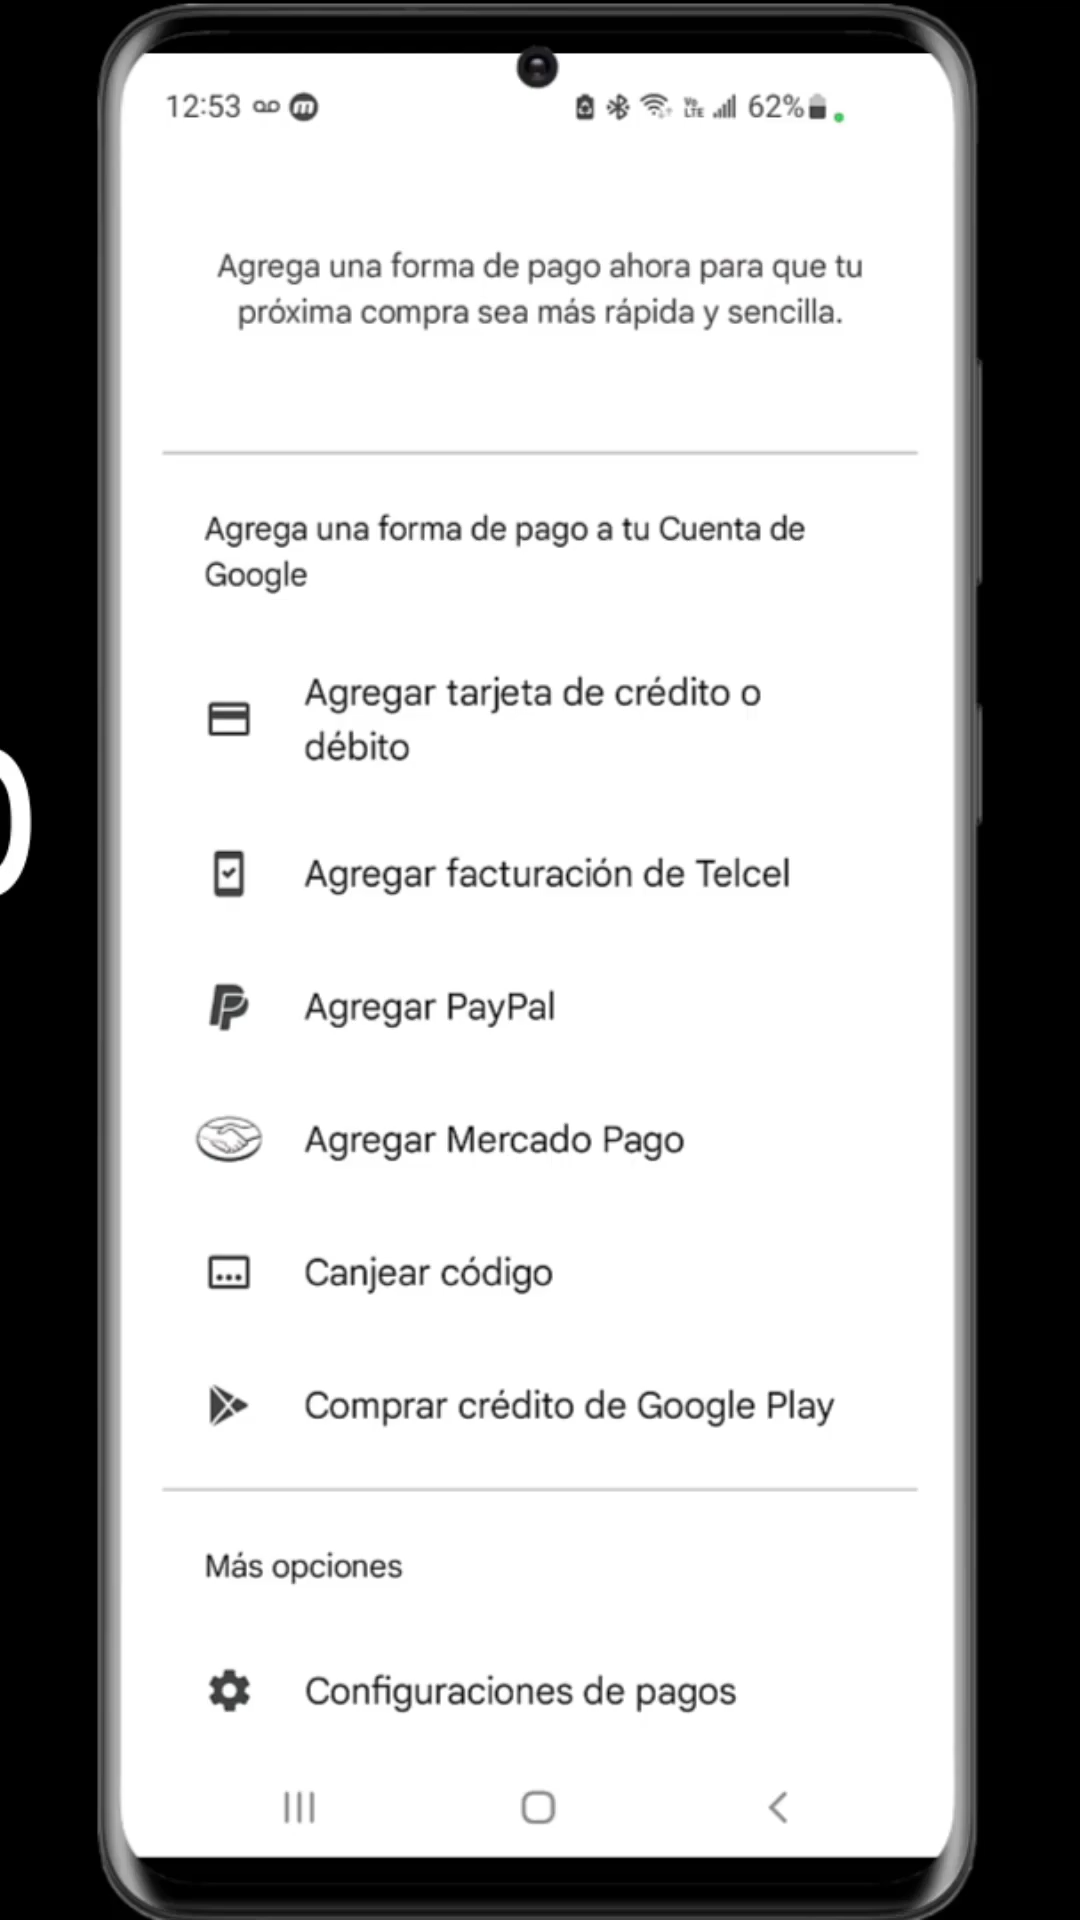 12:53
Vo
LTE
62%
Agrega una forma de pago ahora para que tu
próxima compra sea más rápida y sencilla.
Agrega una forma de pago a tu Cuenta de
Google
Agregar tarjeta de crédito o
débito
Agregar facturación de Telcel
Agregar PayPal
Agregar Mercado Pago
Canjear código
Comprar crédito de Google Play
Más opciones
Configuraciones de pagos